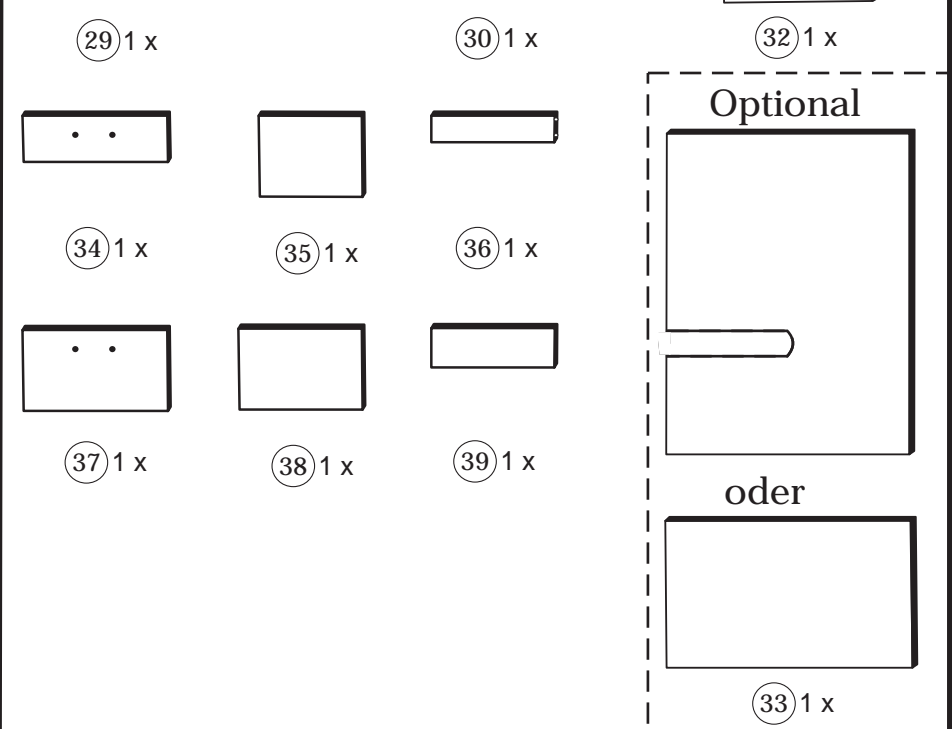 29 1 x
30 1 x
32 1 x
Optional
34 1 x
35 1 x
36 1 x
37 1 x
38 1 x
39 1 x
oder
33 1 x